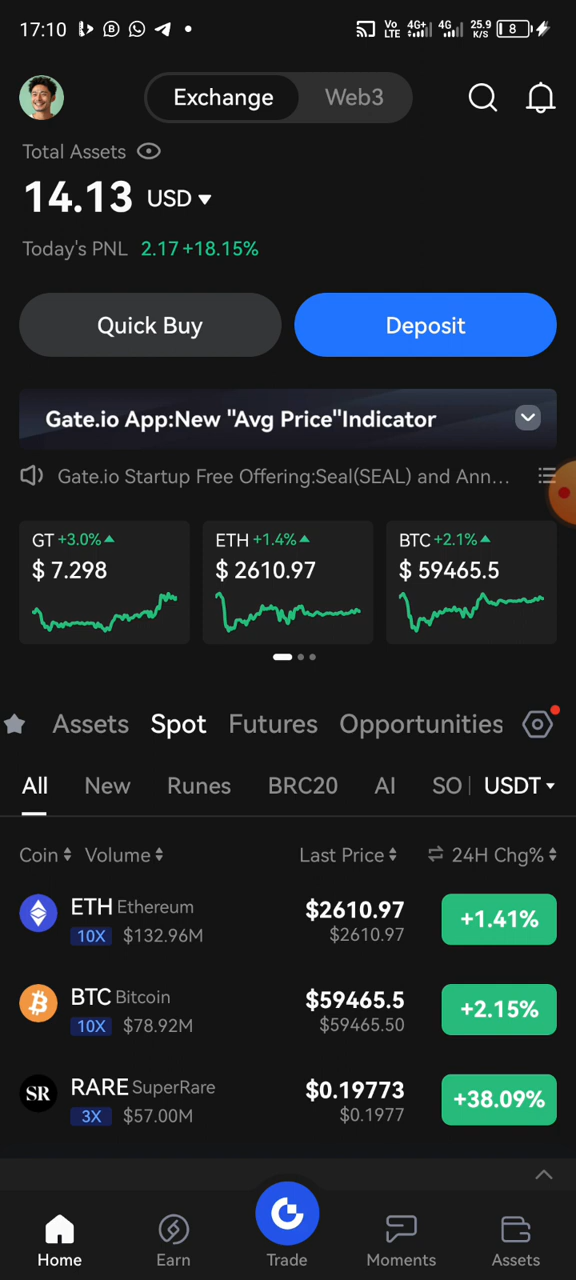 17:10 Vo LTE 4G+ 4G 25.9 K/S 8
Exchange Web3
Total Assets
14.13 USD
Today's PNL 2.17 +18.15%
Quick Buy Deposit
Gate.io App:New "Avg Price"Indicator
Gate.io Startup Free Offering:Seal(SEAL) and Ann...
GT +3.0% ETH +1.4% BTC +2.1%
$ 7.298 $ 2610.97 $ 59465.5
Assets Spot Futures Opportunities
All New Runes BRC20 AI SO USDT
Coin Volume Last Price 24H Chg%
ETH Ethereum $2610.97 +1.41%
10X $132.96M $2610.97
BTC Bitcoin $59465.5 +2.15%
10X $78.92M $59465.50
SR RARE SuperRare $0.19773 +38.09%
3X $57.00M $0.1977
Home Earn Trade Moments Assets